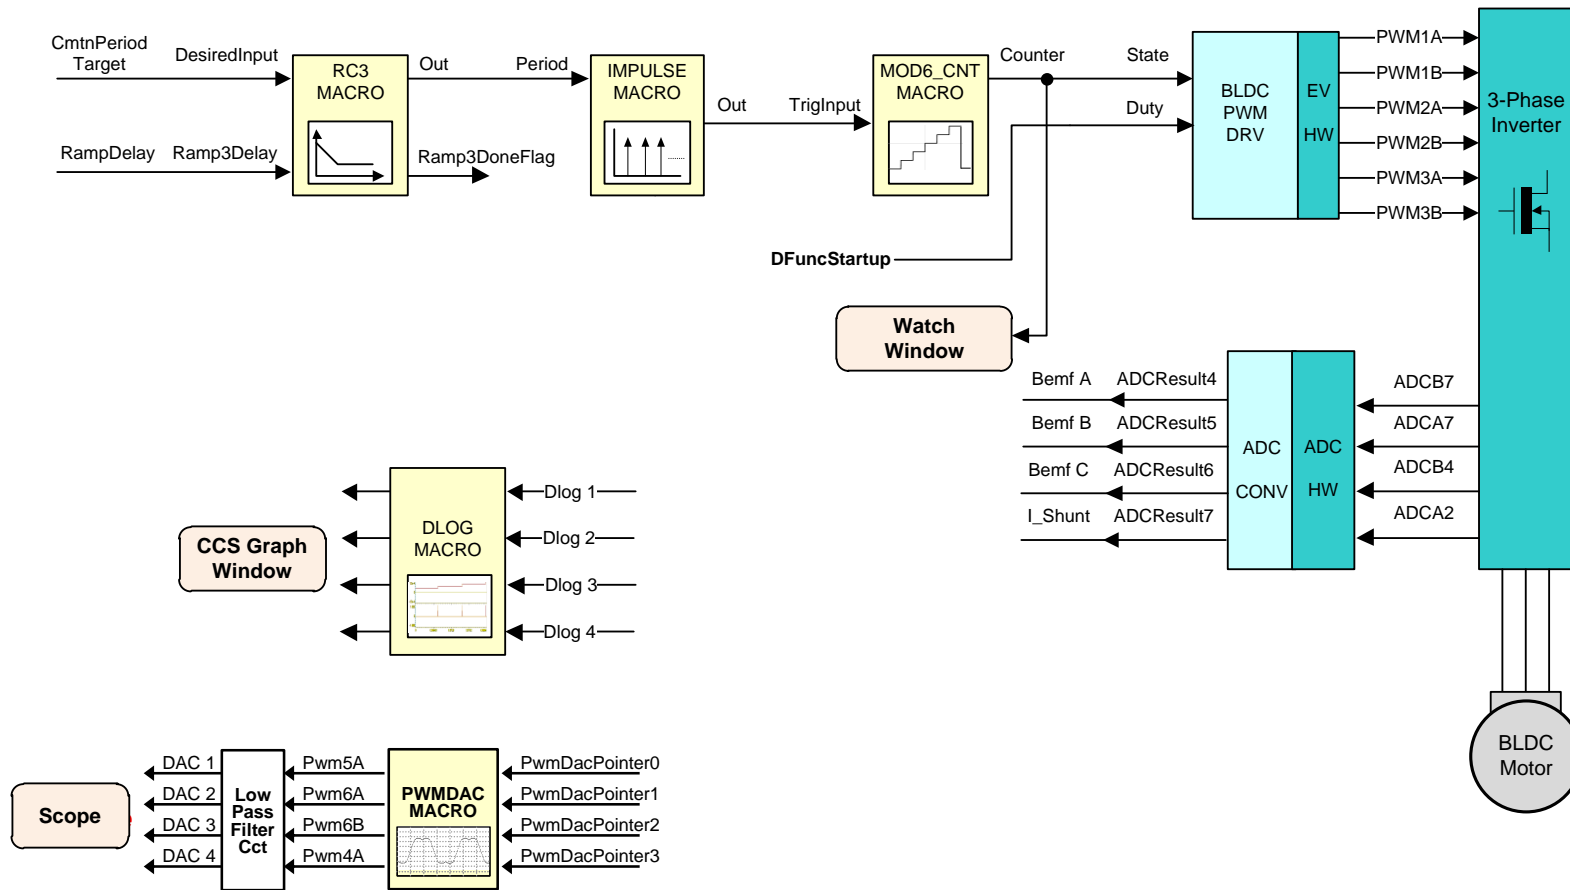 CmtnPeriod
Target
DesiredInput
RC3
MACRO
Out
Period
IMPULSE
MACRO
Out
TrigInput
MOD6_CNT
MACRO
Counter
State
Duty
BLDC
PWM
DRV
EV
HW
PWM1A
PWM1B
PWM2A
PWM2B
PWM3A
PWM3B
3-Phase
Inverter
RampDelay
Ramp3Delay
Ramp3DoneFlag
DFuncStartup
Watch
Window
Bemf A
ADCResult4
Bemf B
ADCResult5
Bemf C
ADCResult6
I_Shunt
ADCResult7
ADC
CONV
ADC
HW
ADCB7
ADCA7
ADCB4
ADCA2
CCS Graph
Window
DLOG
MACRO
Dlog 1
Dlog 2
Dlog 3
Dlog 4
BLDC
Motor
Scope
DAC 1
DAC 2
DAC 3
DAC 4
Low
Pass
Filter
Cct
Pwm5A
Pwm6A
Pwm6B
Pwm4A
PWMDAC
MACRO
PwmDacPointer0
PwmDacPointer1
PwmDacPointer2
PwmDacPointer3